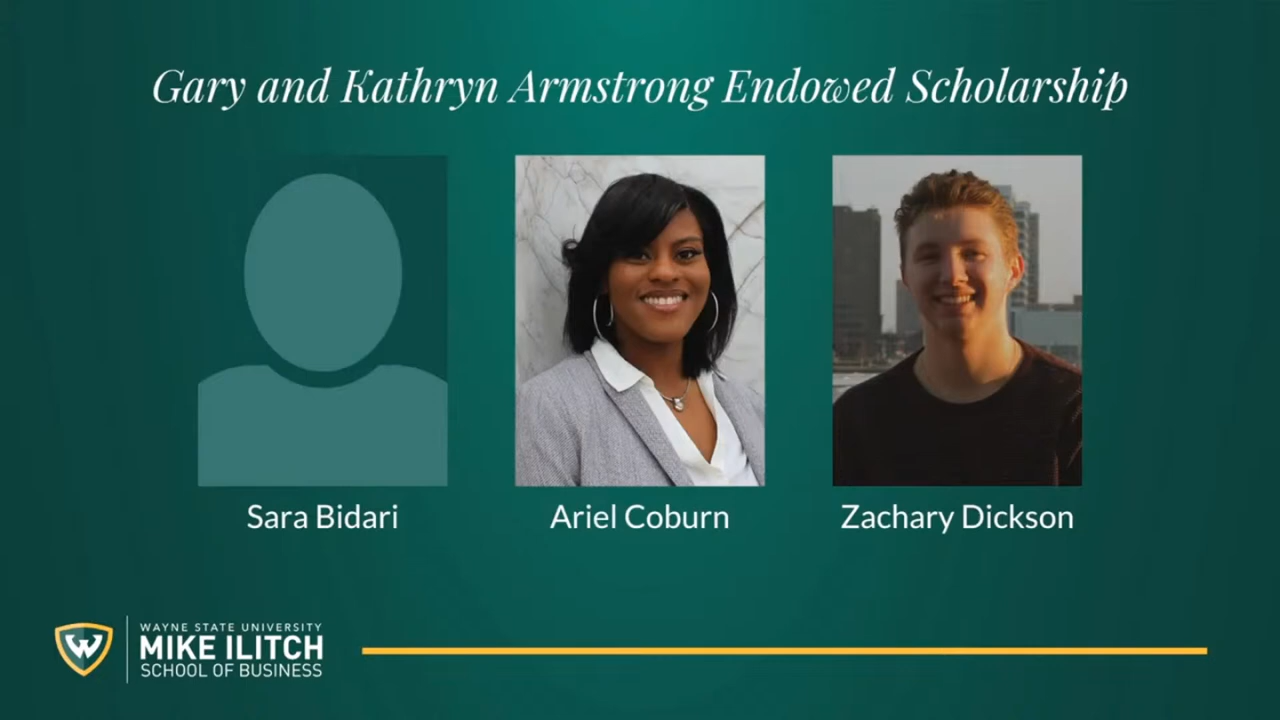 Gary and Kathryn Armstrong Endowed Scholarship
Sara Bidari
Ariel Coburn
Zachary Dickson
W
WAYNE STATE UNIVERSITY
MIKE ILITCH
SCHOOL OF BUSINESS